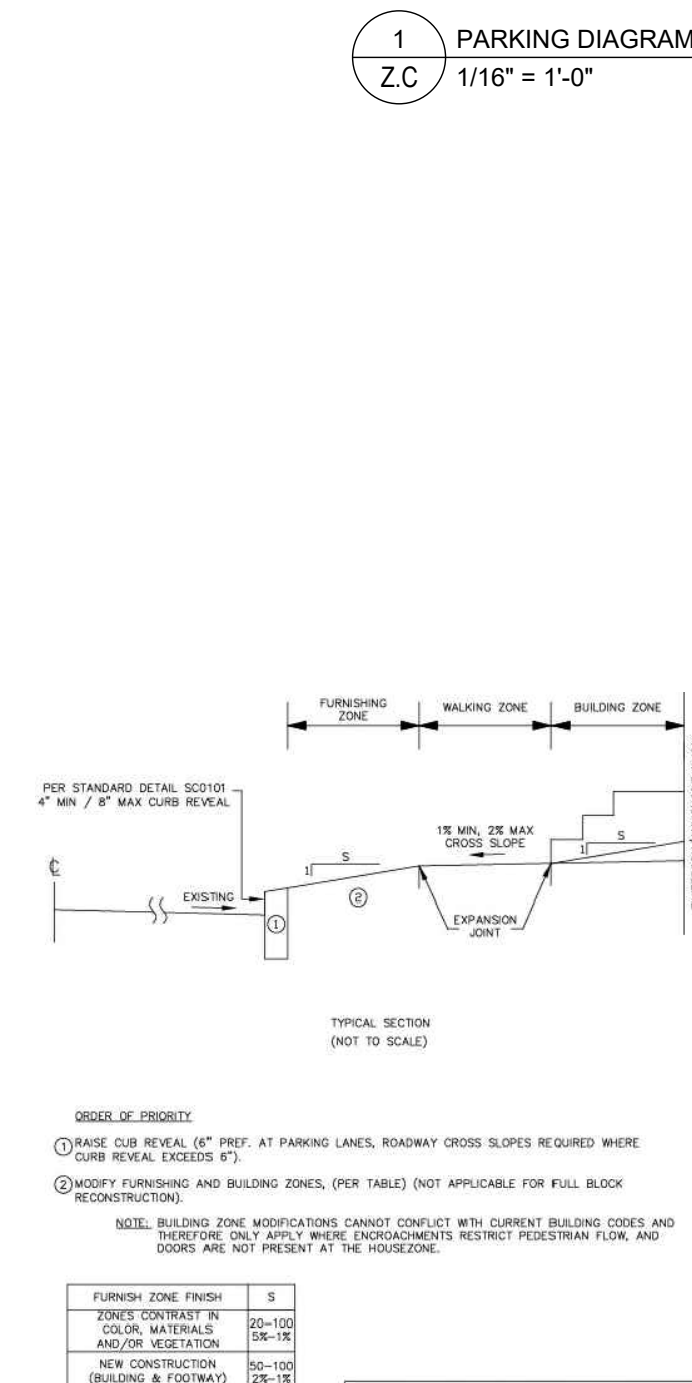 1
PARKING DIAGRAM
Z.C
1/16" = 1'-0"
FURNISHING
ZONE
WALKING ZONE
BUILDING ZONE
PER STANDARD DETAIL SC0101
4" MIN / 8" MAX CURB REVEAL
1% MIN, 2% MAX
CROSS SLOPE
S
1
S
1
℄
EXISTING
2
1
EXPANSION
JOINT
TYPICAL SECTION
(NOT TO SCALE)
ORDER OF PRIORITY
1 RAISE CUB REVEAL (6" PREF. AT PARKING LANES, ROADWAY CROSS SLOPES REQUIRED WHERE
CURB REVEAL EXCEEDS 6").
2 MODIFY FURNISHING AND BUILDING ZONES, (PER TABLE) (NOT APPLICABLE FOR FULL BLOCK
RECONSTRUCTION).
NOTE: BUILDING ZONE MODIFICATIONS CANNOT CONFLICT WITH CURRENT BUILDING CODES AND
THEREFORE ONLY APPLY WHERE ENCROACHMENTS RESTRICT PEDESTRIAN FLOW, AND
DOORS ARE NOT PRESENT AT THE HOUSEZONE.
FURNISH ZONE FINISH S
ZONES CONTRAST IN
COLOR, MATERIALS
AND/OR VEGETATION
20-100
5%-1%
NEW CONSTRUCTION
(BUILDING & FOOTWAY)
50-100
2%-1%